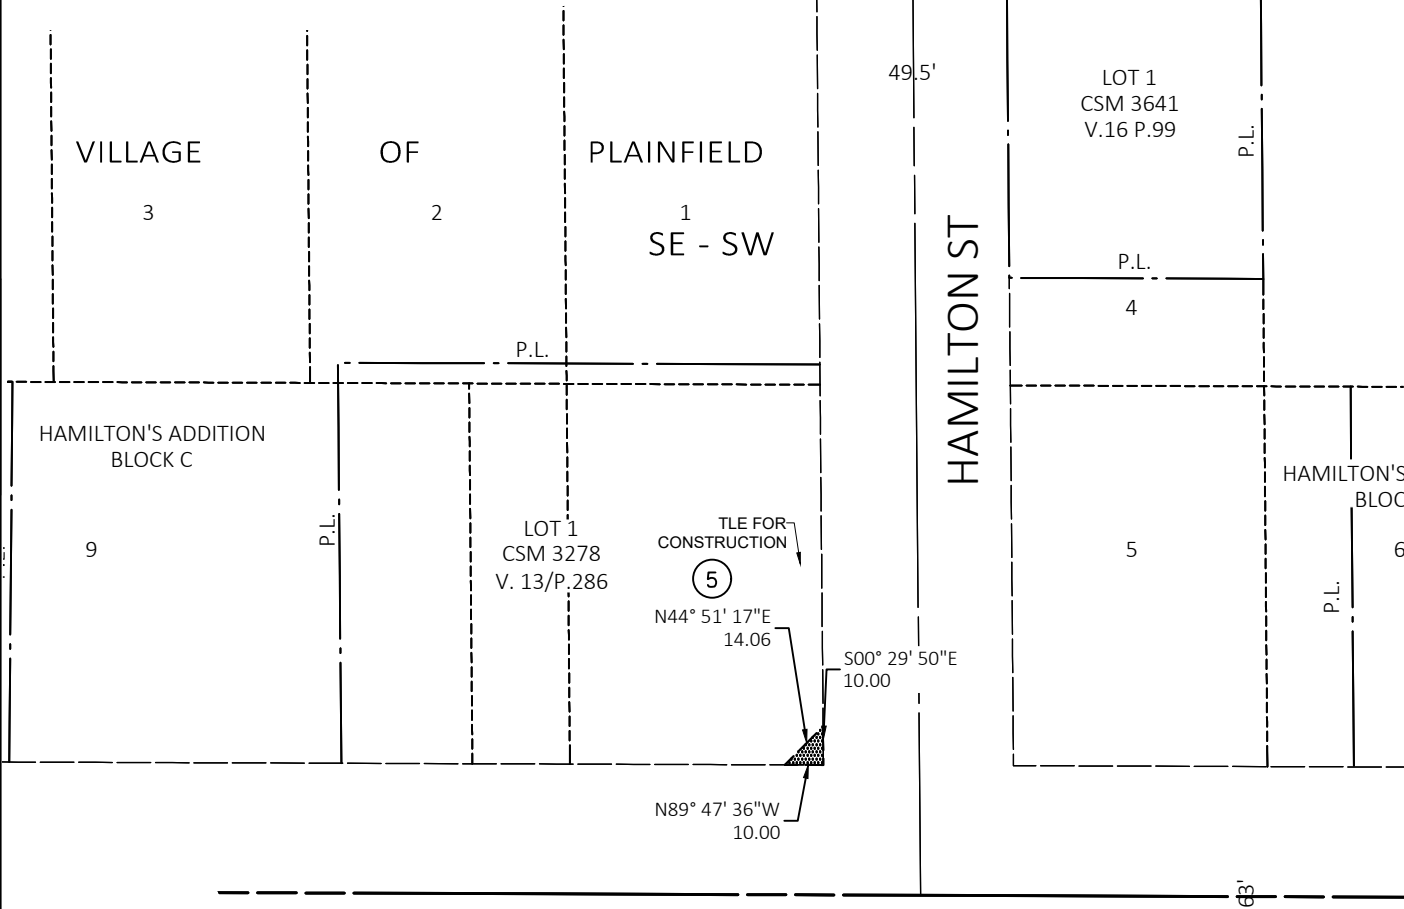 49.5'
LOT 1
CSM 3641
V.16 P.99
P.L.
VILLAGE OF PLAINFIELD
3
2
1
SE - SW
HAMILTON ST
P.L.
4
P.L.
HAMILTON'S ADDITION
BLOCK C
9
P.L.
LOT 1
CSM 3278
V. 13/P.286
TLE FOR
CONSTRUCTION
5
N44° 51' 17"E
14.06
S00° 29' 50"E
10.00
N89° 47' 36"W
10.00
5
HAMILTON'S
6
P.L.
63'